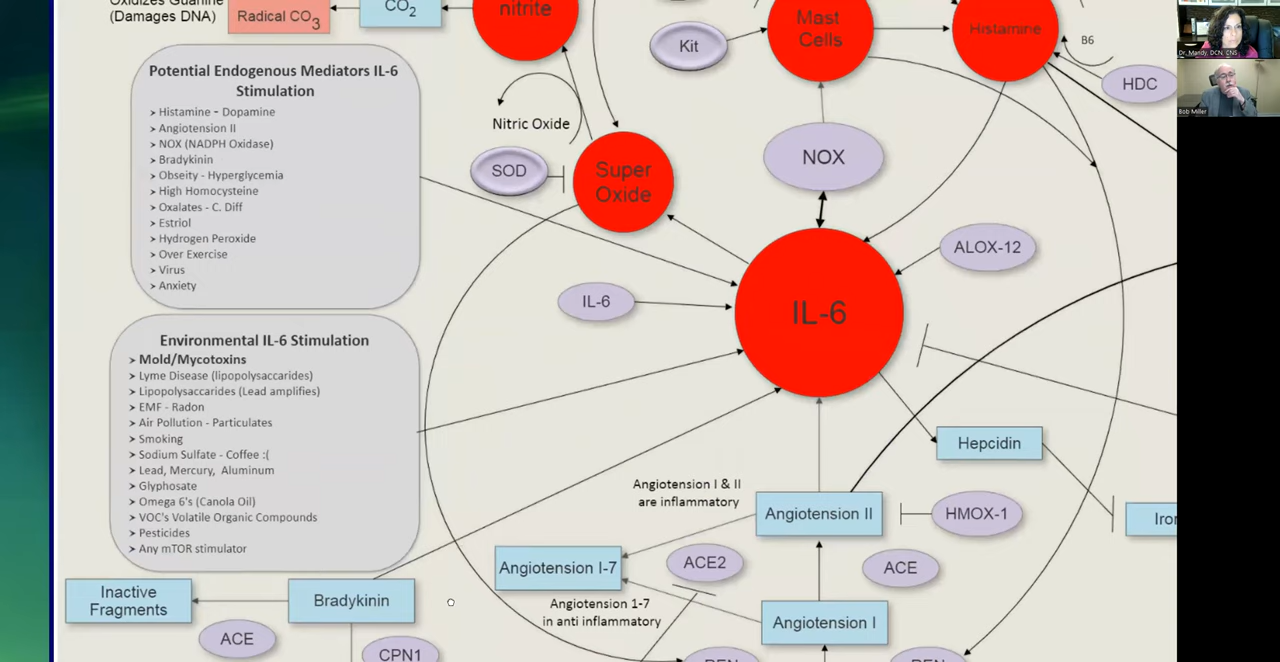 Oxidizes Guanine
(Damages DNA)
Radical CO3
CO2
nitrite
Kit
Mast
Cells
Histamine
B6
HDC
Potential Endogenous Mediators IL-6
Stimulation
➤ Histamine - Dopamine
➤ Angiotension II
➤ NOX (NADPH Oxidase)
➤ Bradykinin
➤ Obseity - Hyperglycemia
➤ High Homocysteine
➤ Oxalates - C. Diff
➤ Estriol
➤ Hydrogen Peroxide
➤ Over Exercise
➤ Virus
➤ Anxiety
Nitric Oxide
SOD
Super
Oxide
NOX
ALOX-12
IL-6
IL-6
Environmental IL-6 Stimulation
➤ Mold/Mycotoxins
➤ Lyme Disease (lipopolysaccarides)
➤ Lipopolysaccarides (Lead amplifies)
➤ EMF - Radon
➤ Air Pollution - Particulates
➤ Smoking
➤ Sodium Sulfate - Coffee :(
➤ Lead, Mercury, Aluminum
➤ Glyphosate
➤ Omega 6's (Canola Oil)
➤ VOC's Volatile Organic Compounds
➤ Pesticides
➤ Any mTOR stimulator
Hepcidin
Angiotension I & II
are inflammatory
Angiotension II
HMOX-1
Angiotension I-7
ACE2
ACE
Angiotension 1-7
in anti inflammatory
Angiotension I
Inactive
Fragments
Bradykinin
ACE
CPN1
Dr. Mandy, DCN, CNS
Bob Miller